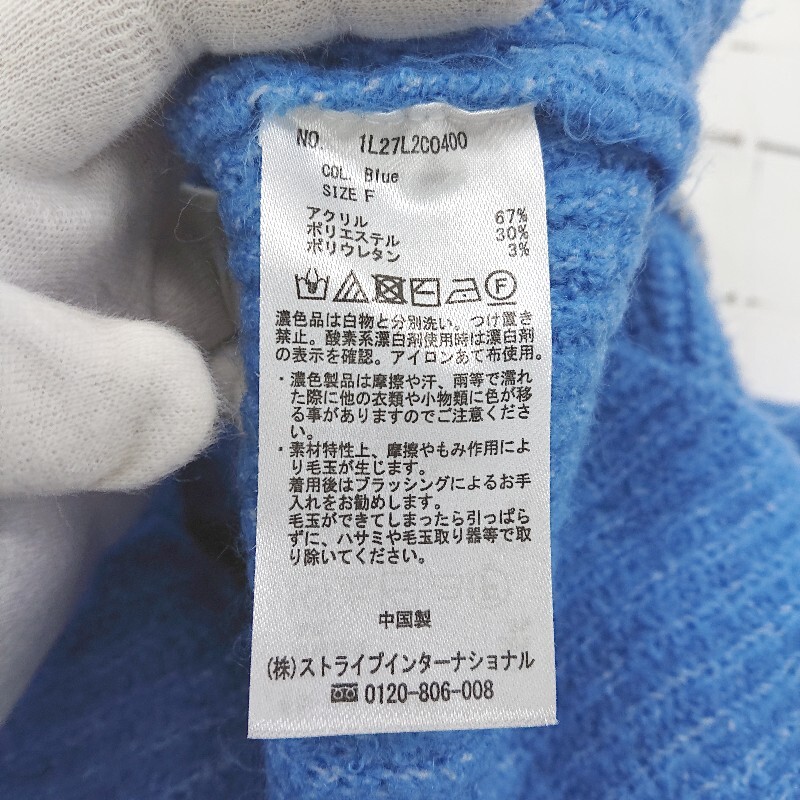 NO. 1L27L2C0400
COL. Blue
SIZE F
アクリル 67%
ポリエステル 30%
ポリウレタン 3%
濃色品は白物と分別洗い。つけ置き
禁止。酸素系漂白剤使用時は漂白剤
の表示を確認。アイロンあて布使用。
・濃色製品は摩擦や汗、雨等で濡れ
た際に他の衣類や小物類に色が移
る事がありますのでご注意くださ
い。
・素材特性上、摩擦やもみ作用によ
り毛玉が生じます。
着用後はブラッシングによるお手
入れをお勧めします。
毛玉ができてしまったら引っぱら
ずに、ハサミや毛玉取り器等で取
り除いてください。
中国製
(株)ストライプインターナショナル
0120-806-008